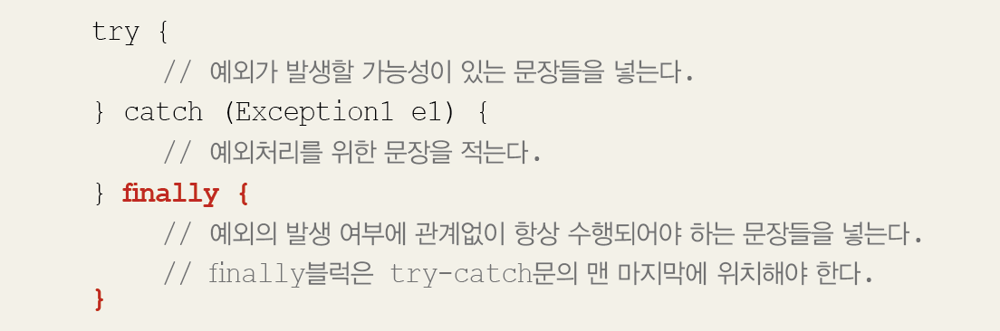 try {
// 예외가 발생할 가능성이 있는 문장들을 넣는다.
} catch (Exception1 e1) {
// 예외처리를 위한 문장을 적는다.
} finally {
// 예외의 발생 여부에 관계없이 항상 수행되어야 하는 문장들을 넣는다.
// finally블럭은 try-catch문의 맨 마지막에 위치해야 한다.
}